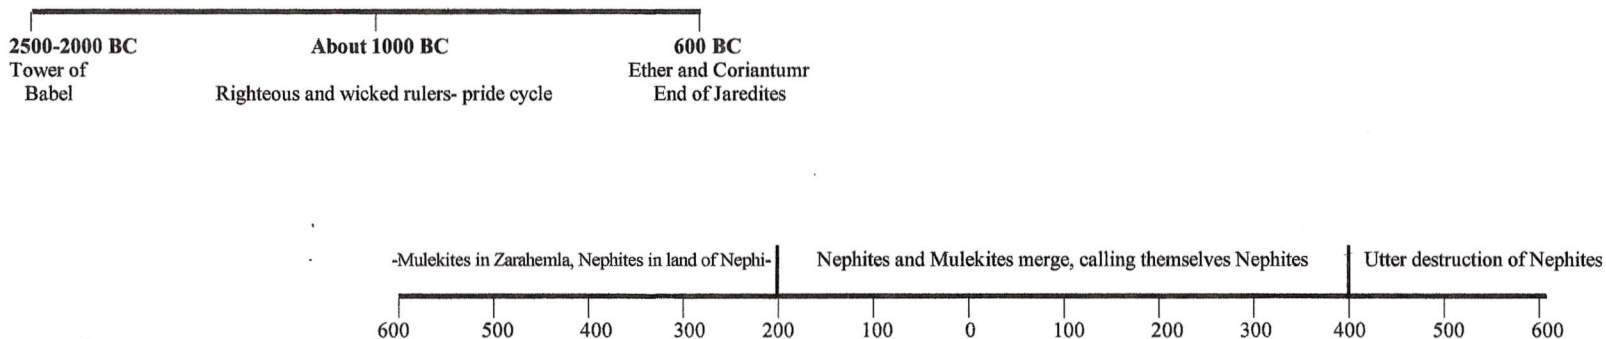 2500-2000 BC About 1000 BC 600 BC
Tower of Ether and Coriantumr
Babel Righteous and wicked rulers- pride cycle End of Jaredites
-Mulekites in Zarahemla, Nephites in land of Nephi- Nephites and Mulekites merge, calling themselves Nephites Utter destruction of Nephites
600 500 400 300 200 100 0 100 200 300 400 500 600